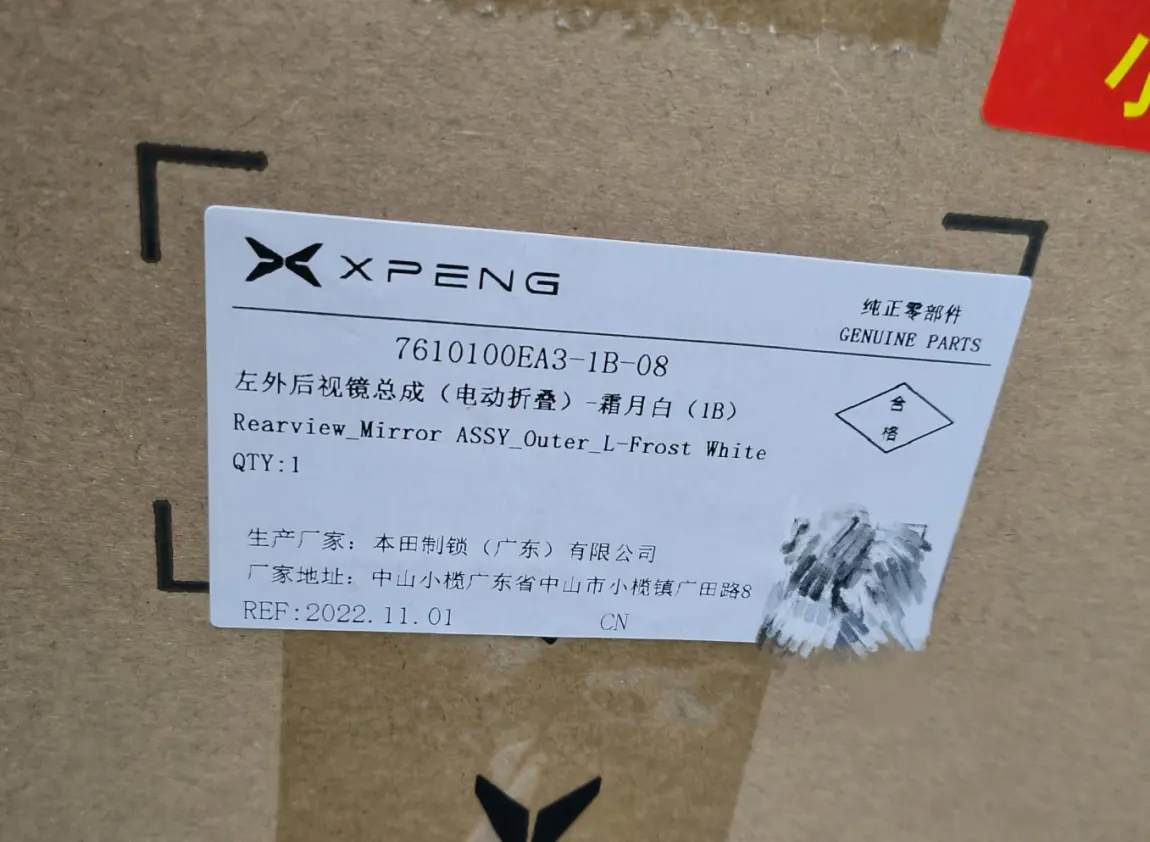 XPENG
纯正零部件
GENUINE PARTS
7610100EA3-1B-08
左外后视镜总成（电动折叠）-霜月白（1B）
Rearview_Mirror ASSY_Outer_L-Frost White
QTY:1
合格
生产厂家：本田制锁（广东）有限公司
厂家地址：中山小榄广东省中山市小榄镇广田路8
REF:2022.11.01 CN
小